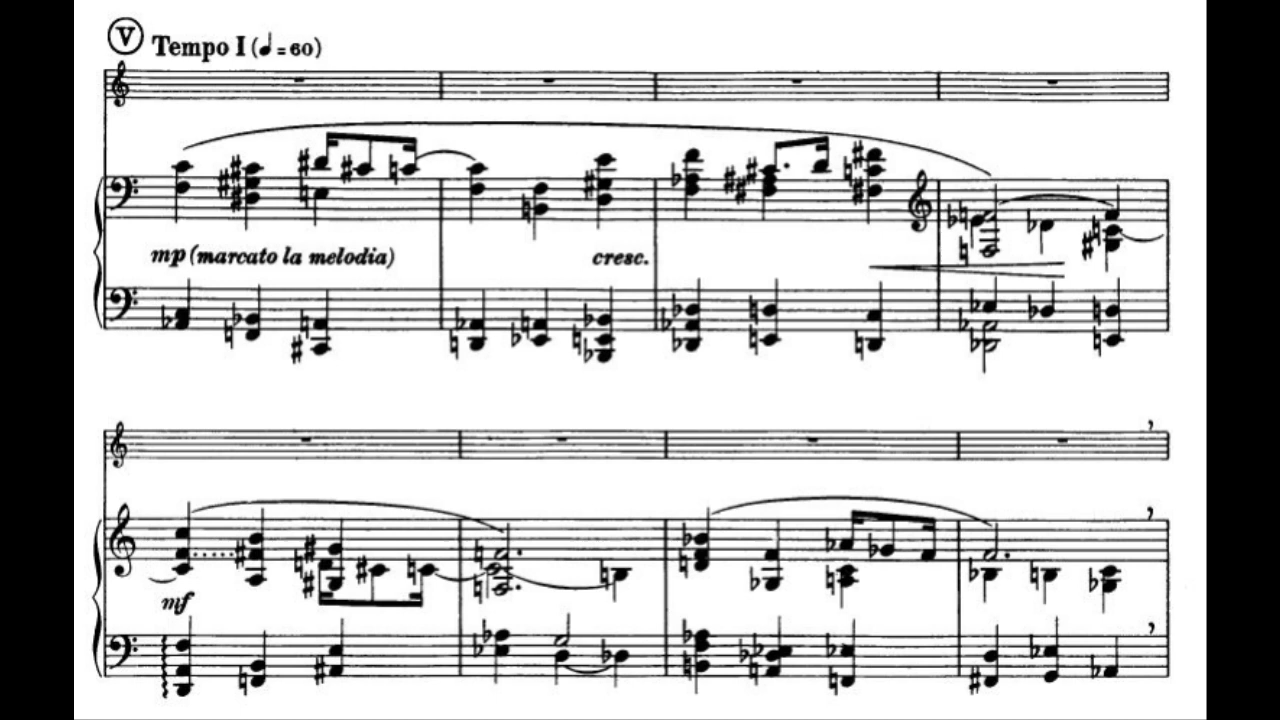 V Tempo I (♩=60)
mp (marcato la melodia) cresc.
mf